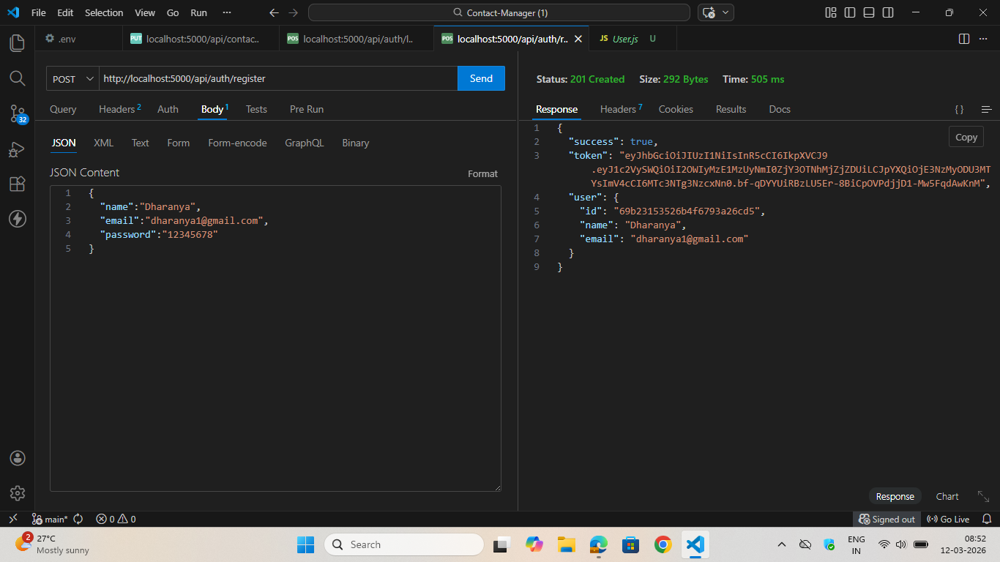 File Edit Selection View Go Run ··· Contact-Manager (1)
.env PUT localhost:5000/api/contac.. POS localhost:5000/api/auth/l.. POS localhost:5000/api/auth/r.. JS User.js U
POST http://localhost:5000/api/auth/register Send
Status: 201 Created Size: 292 Bytes Time: 505 ms
Query Headers 2 Auth Body 1 Tests Pre Run
Response Headers 7 Cookies Results Docs { }
32
JSON XML Text Form Form-encode GraphQL Binary
JSON Content Format
1 {
2 "name":"Dharanya",
3 "email":"dharanya1@gmail.com",
4 "password":"12345678"
5 }
Copy
1 {
2 "success": true,
3 "token": "eyJhbGciOiJIUzI1NiIsInR5cCI6IkpXVCJ9
.eyJ1c2VySWQiOiI2OWIyMzE1MzUyNmI0ZjY3OTNhMjZjZDUiLCJpYXQiOjE3NzMyODU3MT
YsImV4cCI6MTc3NTg3NzcxNn0.bf-qDYYUiRBzLU5Er-8BiCpOVPdjjD1-Mw5FqdAwKnM",
4 "user": {
5 "id": "69b23153526b4f6793a26cd5",
6 "name": "Dharanya",
7 "email": "dharanya1@gmail.com"
8 }
9 }
Response Chart
main* 0 0 Signed out Go Live
2
27°C
Mostly sunny
Search
ENG
IN
08:52
12-03-2026